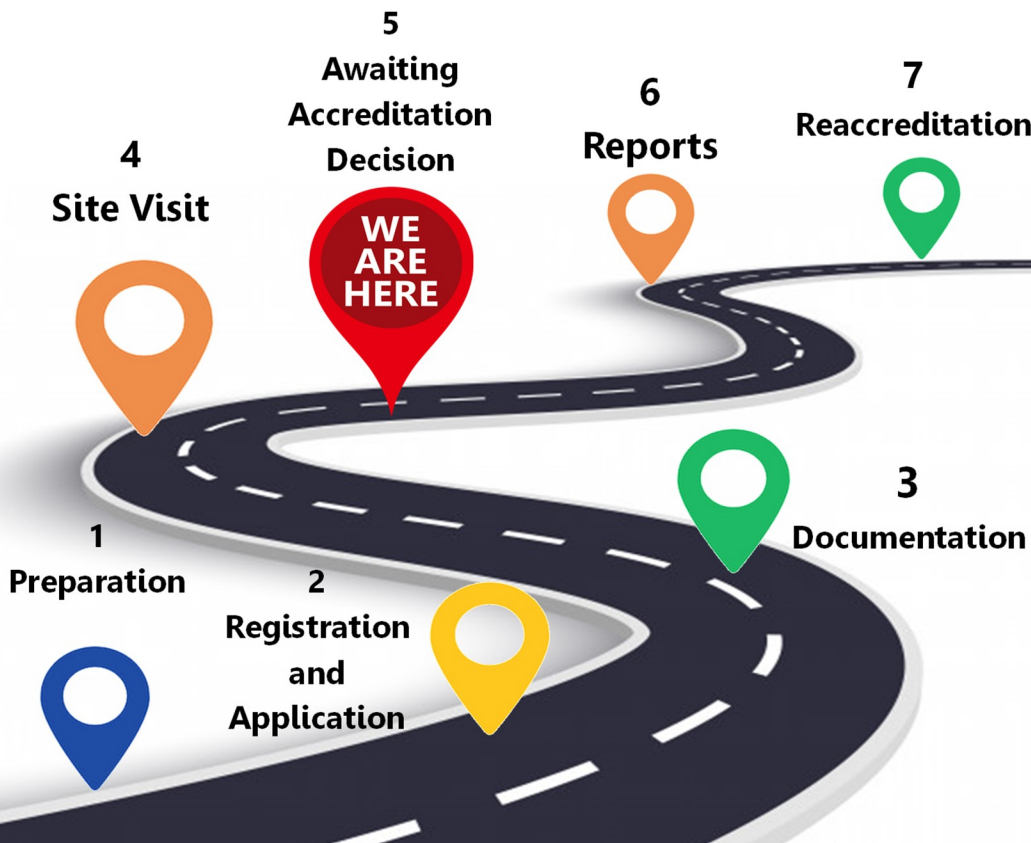 1
Preparation
2
Registration
and
Application
3
Documentation
4
Site Visit
5
Awaiting
Accreditation
Decision
WE
ARE
HERE
6
Reports
7
Reaccreditation